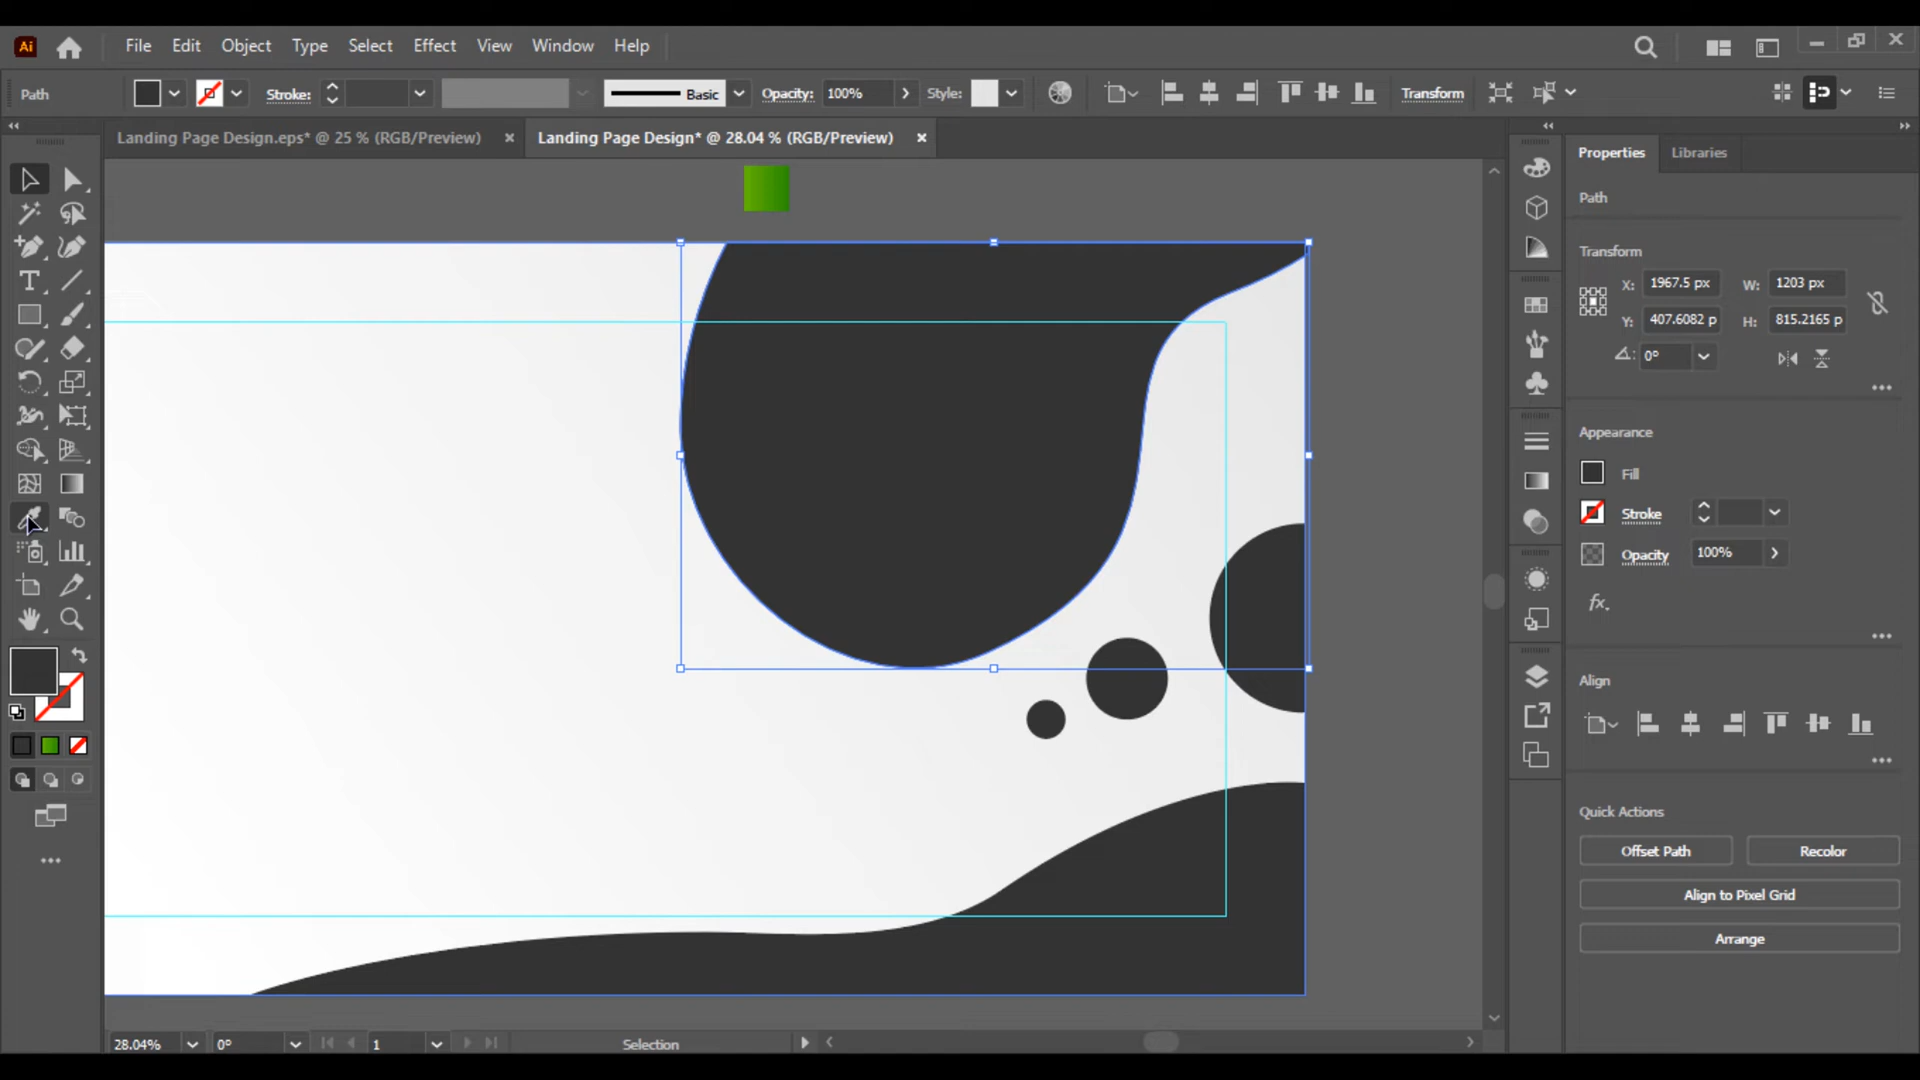 Ai File Edit Object Type Select Effect View Window Help
Path Stroke: Basic Opacity: 100% Style: Transform
Landing Page Design.eps* @ 25 % (RGB/Preview) Landing Page Design* @ 28.04 % (RGB/Preview)
Properties Libraries
Path
Transform
X: 1967.5 px W: 1203 px
Y: 407.6082 p H: 815.2165 p
0°
Appearance
Fill
Stroke
Opacity 100%
fx.
Align
Quick Actions
Offset Path Recolor
Align to Pixel Grid
Arrange
28.04% 0° 1 Selection